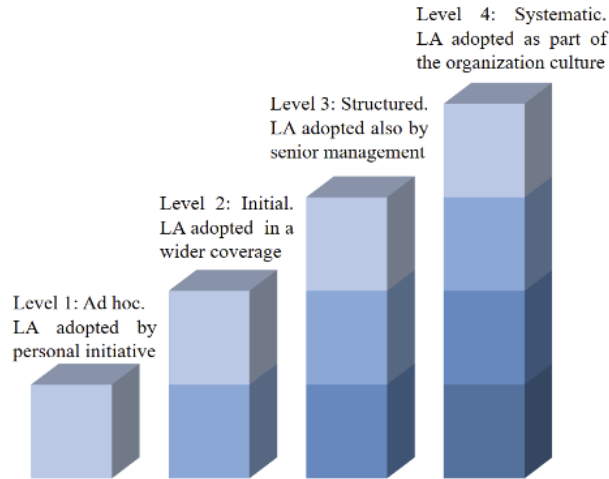 Level 1: Ad hoc.
LA adopted by
personal initiative
Level 2: Initial.
LA adopted in a
wider coverage
Level 3: Structured.
LA adopted also by
senior management
Level 4: Systematic.
LA adopted as part of
the organization culture